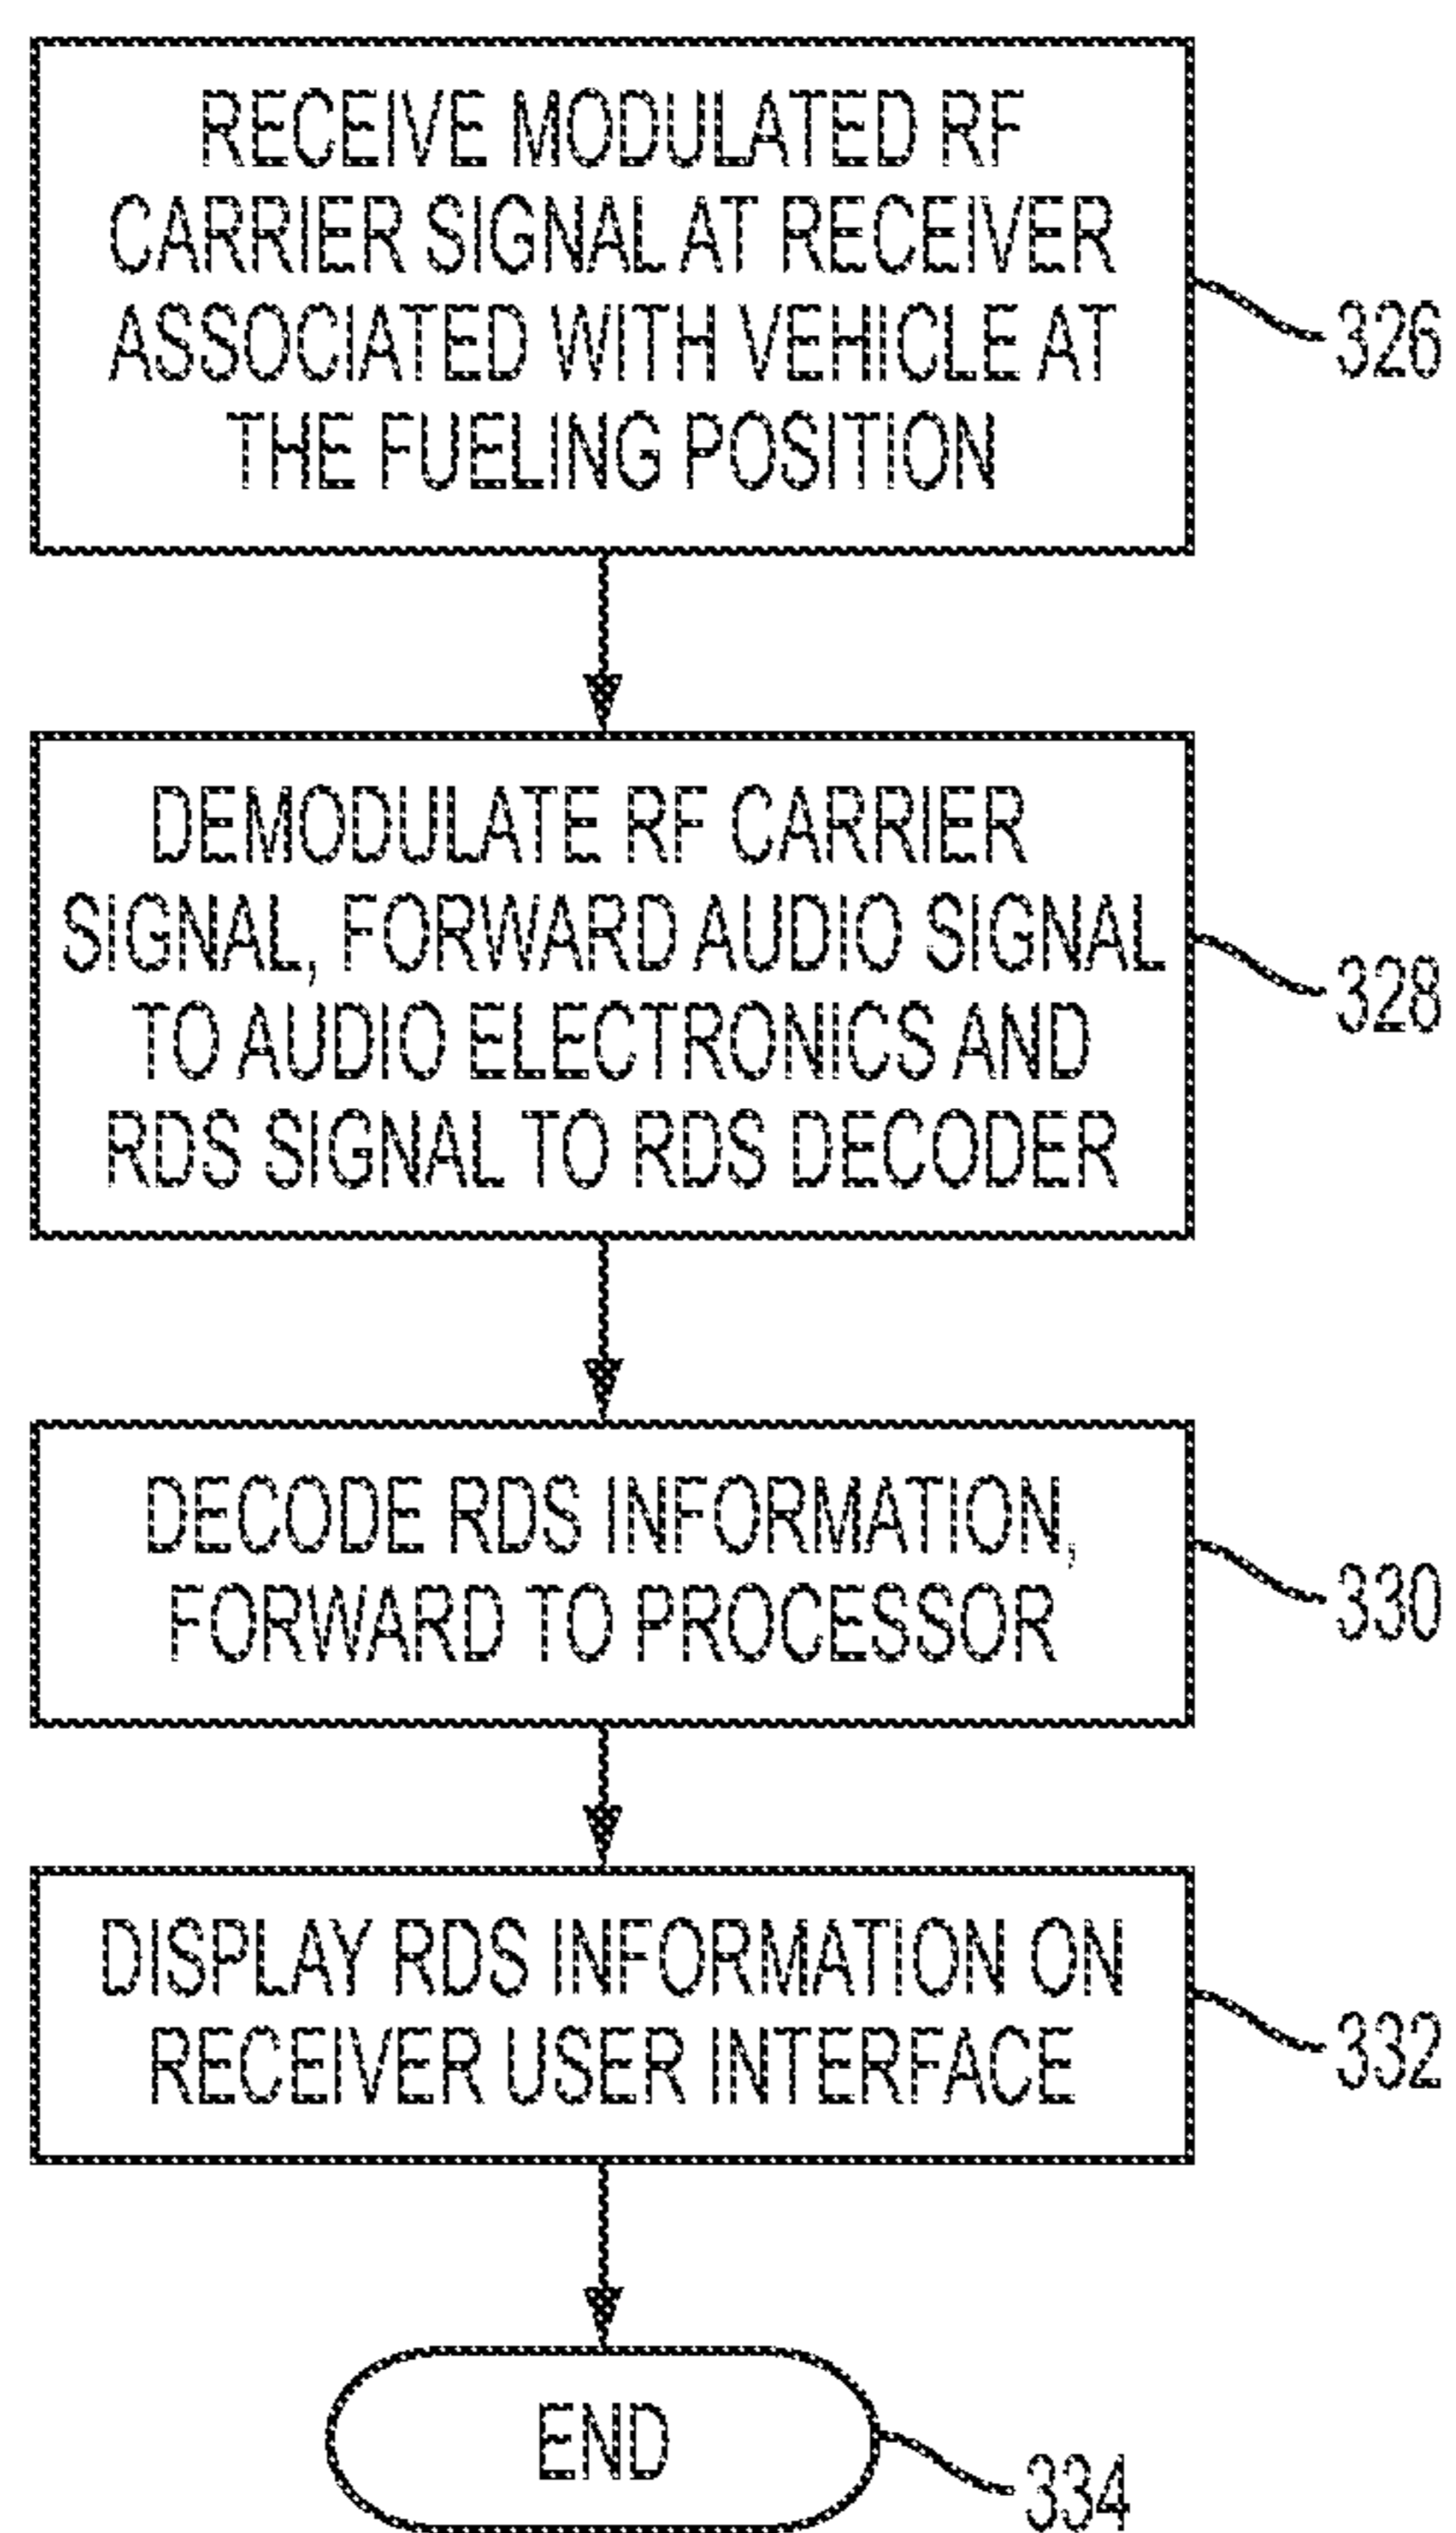 RECEIVE MODULATED RF
CARRIER SIGNAL AT RECEIVER
ASSOCIATED WITH VEHICLE AT
THE FUELING POSITION
326
DEMODULATE RF CARRIER
SIGNAL, FORWARD AUDIO SIGNAL
TO AUDIO ELECTRONICS AND
RDS SIGNAL TO RDS DECODER
328
DECODE RDS INFORMATION,
FORWARD TO PROCESSOR
330
DISPLAY RDS INFORMATION ON
RECEIVER USER INTERFACE
332
END
334